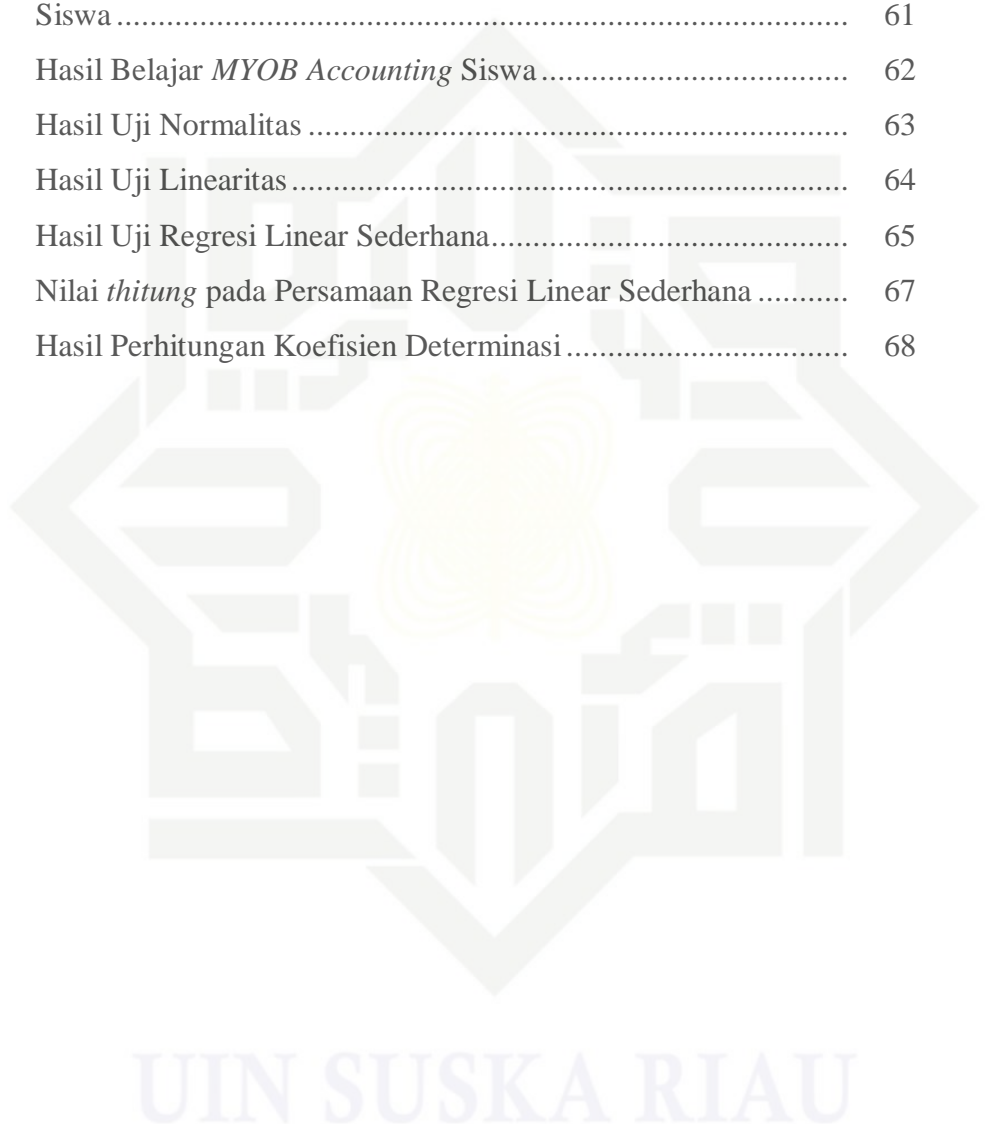 Siswa ................................................................................... 61
Hasil Belajar MYOB Accounting Siswa ................................... 62
Hasil Uji Normalitas ............................................................. 63
Hasil Uji Linearitas ............................................................... 64
Hasil Uji Regresi Linear Sederhana ........................................ 65
Nilai thitung pada Persamaan Regresi Linear Sederhana ........... 67
Hasil Perhitungan Koefisien Determinasi ................................ 68
UIN SUSKA RIAU